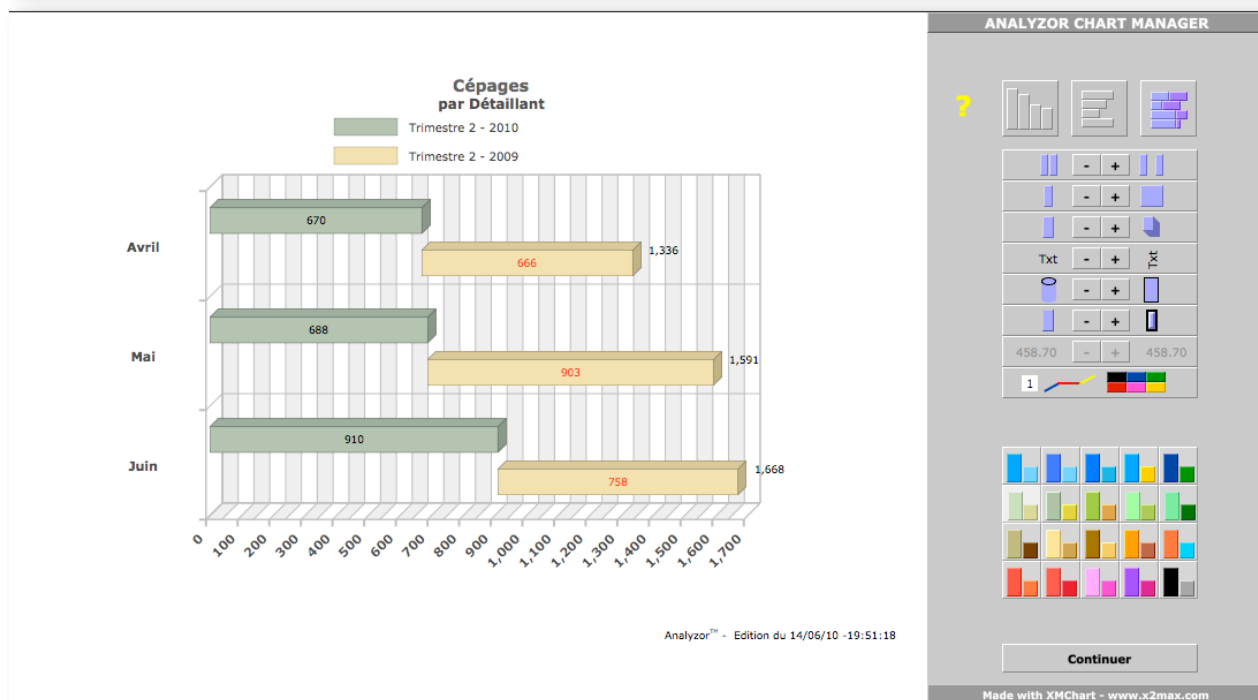 ANALYZOR CHART MANAGER
Cépages
par Détaillant
Trimestre 2 - 2010
Trimestre 2 - 2009
Avril
670
666
1,336
Mai
688
903
1,591
Juin
910
758
1,668
0 100 200 300 400 500 600 700 800 900 1,000 1,100 1,200 1,300 1,400 1,500 1,600 1,700
Analyzor™ - Edition du 14/06/10 -19:51:18
?
- +
- +
- +
Txt - + Txt
- +
- +
458.70 - + 458.70
1
Continuer
Made with XMChart - www.x2max.com